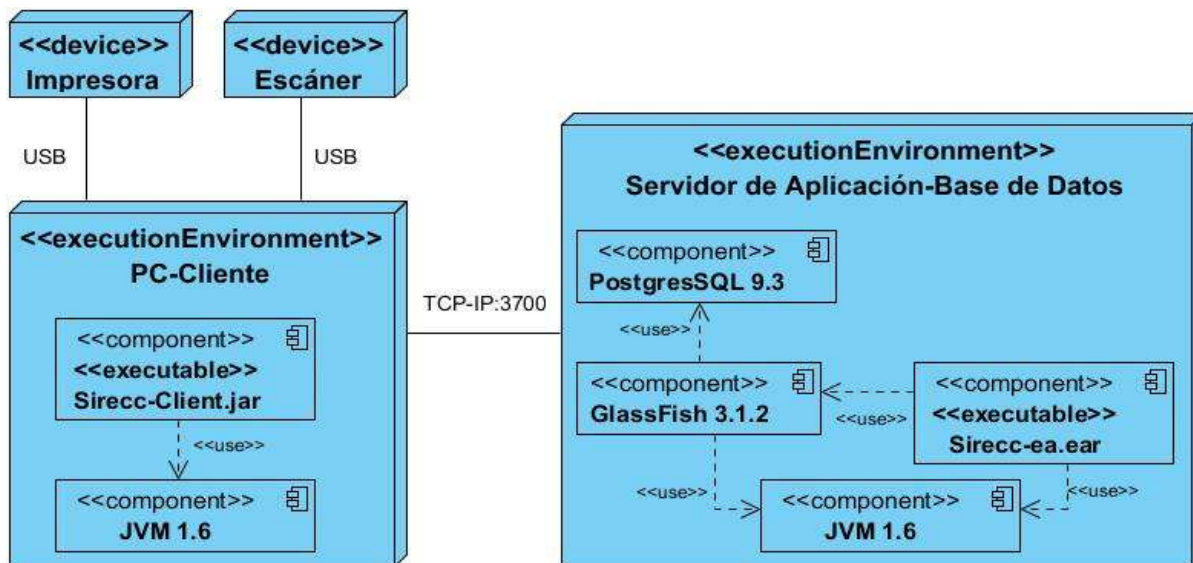 <<device>>
Impresora
<<device>>
Escáner
USB
USB
<<executionEnvironment>>
PC-Cliente
<<component>>
<<executable>>
Sirecc-Client.jar
<<use>>
<<component>>
JVM 1.6
TCP-IP:3700
<<executionEnvironment>>
Servidor de Aplicación-Base de Datos
<<component>>
PostgresSQL 9.3
<<use>>
<<component>>
GlassFish 3.1.2
<<use>>
<<component>>
<<executable>>
Sirecc-ea.ear
<<use>>
<<use>>
<<component>>
JVM 1.6